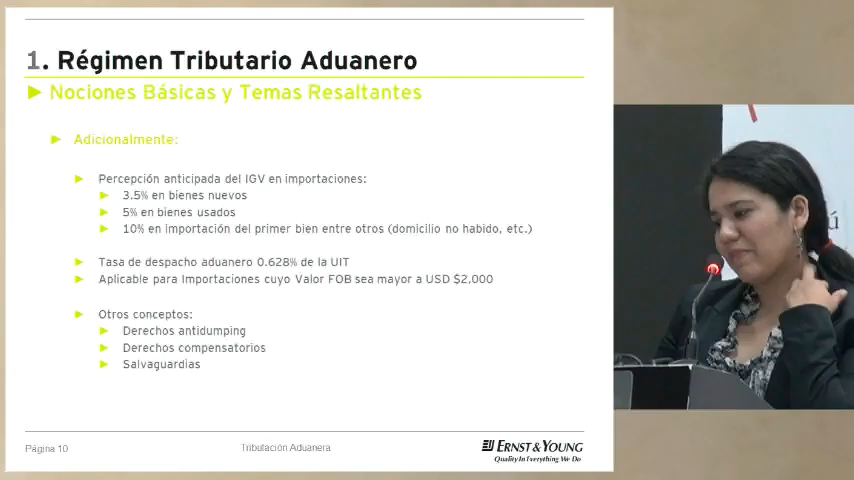 1. Régimen Tributario Aduanero
Nociones Básicas y Temas Resaltantes
Adicionalmente:
Percepción anticipada del IGV en importaciones:
3.5% en bienes nuevos
5% en bienes usados
10% en importación del primer bien entre otros (domicilio no habido, etc.)
Tasa de despacho aduanero 0.628% de la UIT
Aplicable para Importaciones cuyo Valor FOB sea mayor a USD $2,000
Otros conceptos:
Derechos antidumping
Derechos compensatorios
Salvaguardias
Página 10
Tributación Aduanera
ERNST & YOUNG
Quality In Everything We Do